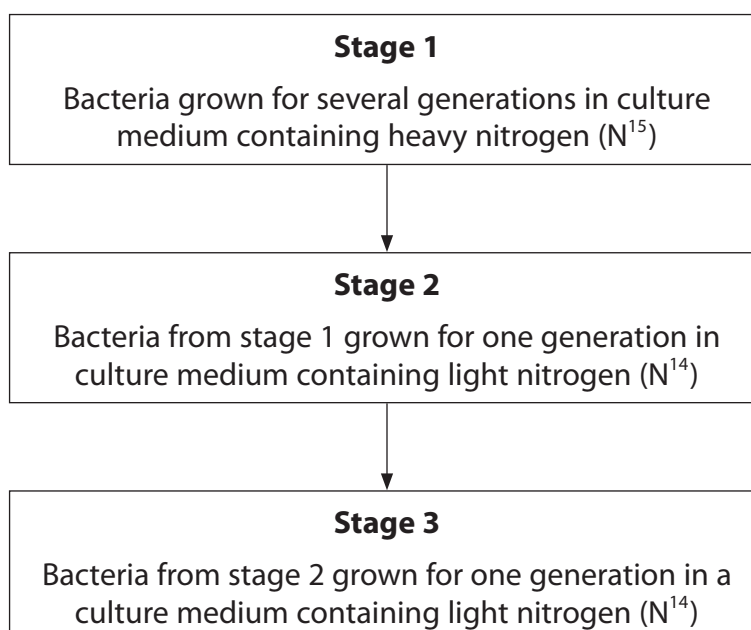 Stage 1
Bacteria grown for several generations in culture
medium containing heavy nitrogen (N¹⁵)
Stage 2
Bacteria from stage 1 grown for one generation in
culture medium containing light nitrogen (N¹⁴)
Stage 3
Bacteria from stage 2 grown for one generation in a
culture medium containing light nitrogen (N¹⁴)